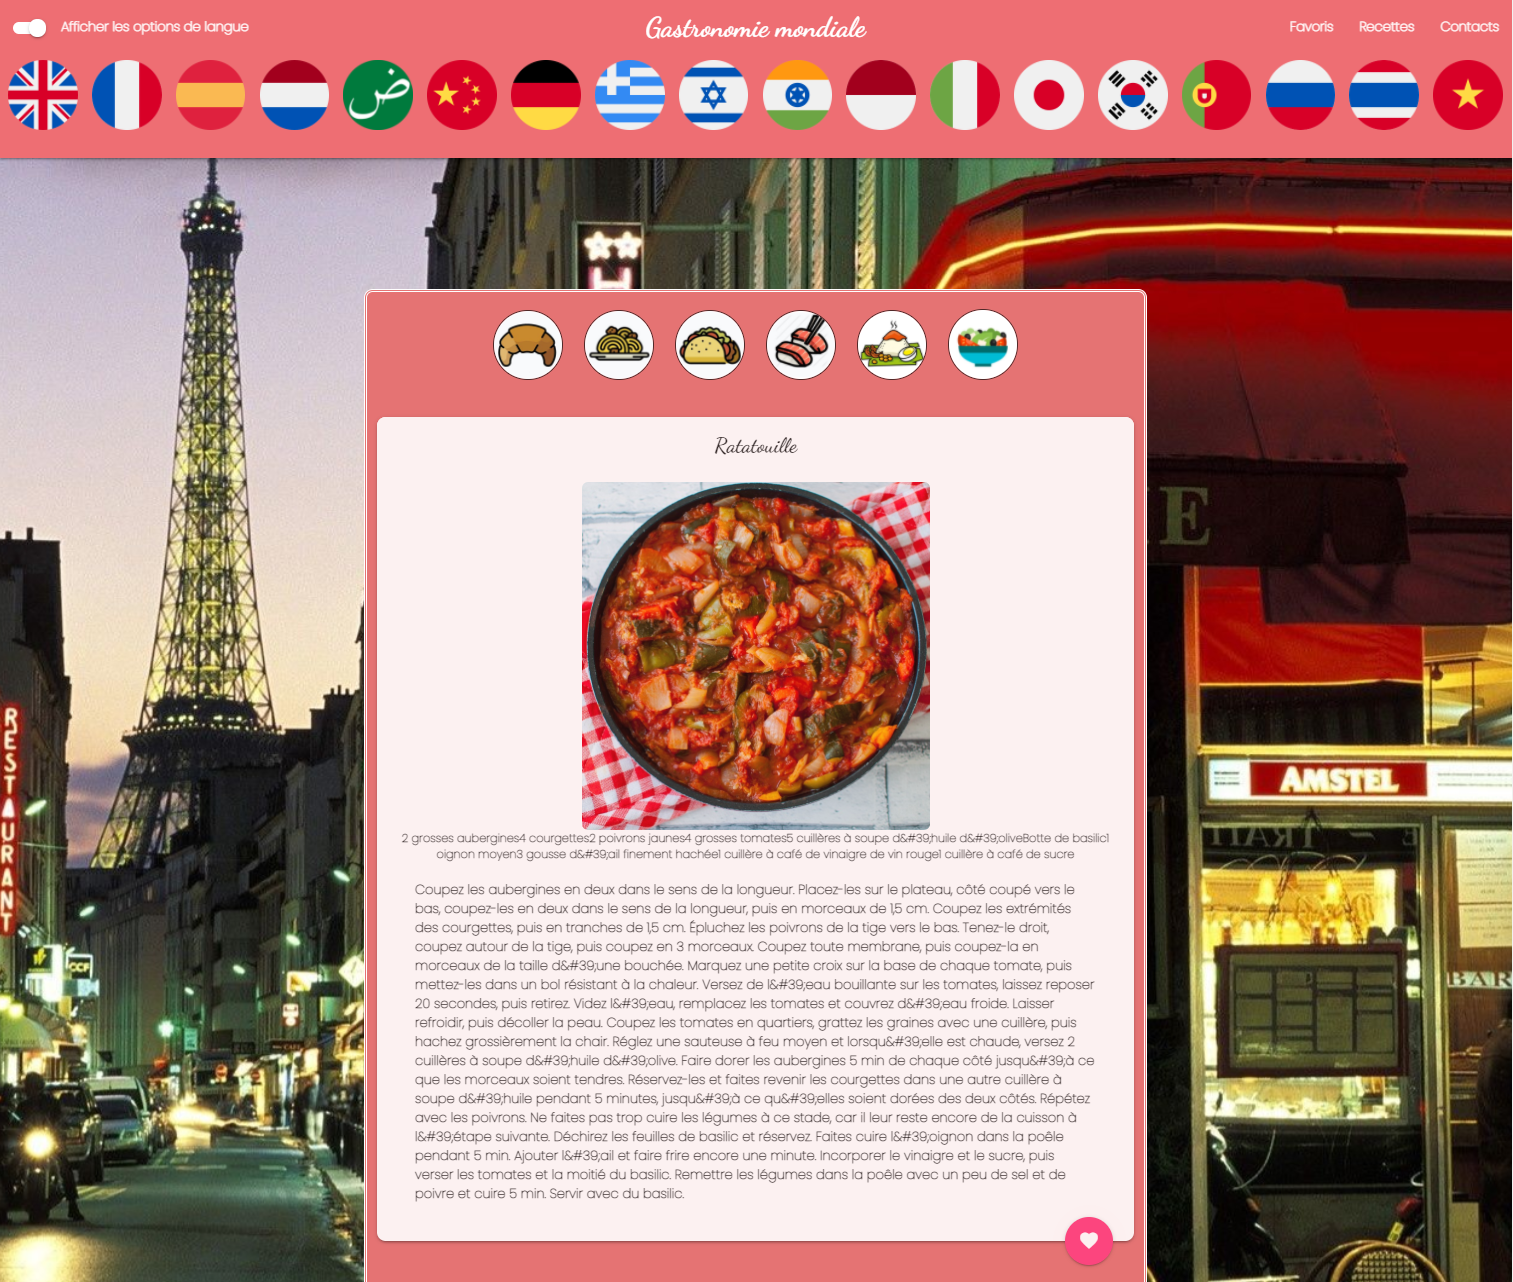 Afficher les options de langue
Gastronomie mondiale
Favoris Recettes Contacts
ض
RESTAURANT
E
AMSTEL
BAR
CCF
CAFE
Ratatouille
2 grosses aubergines4 courgettes2 poivrons jaunes4 grosses tomates5 cuillères à soupe d&#39;huile d&#39;oliveBotte de basilic1
oignon moyen3 gousse d&#39;ail finement hachée1 cuillère à café de vinaigre de vin rouge1 cuillère à café de sucre
Coupez les aubergines en deux dans le sens de la longueur. Placez-les sur le plateau, côté coupé vers le
bas, coupez-les en deux dans le sens de la longueur, puis en morceaux de 1,5 cm. Coupez les extrémités
des courgettes, puis en tranches de 1,5 cm. Épluchez les poivrons de la tige vers le bas. Tenez-le droit,
coupez autour de la tige, puis coupez en 3 morceaux. Coupez toute membrane, puis coupez-la en
morceaux de la taille d&#39;une bouchée. Marquez une petite croix sur la base de chaque tomate, puis
mettez-les dans un bol résistant à la chaleur. Versez de l&#39;eau bouillante sur les tomates, laissez reposer
20 secondes, puis retirez. Videz l&#39;eau, remplacez les tomates et couvrez d&#39;eau froide. Laisser
refroidir, puis décoller la peau. Coupez les tomates en quartiers, grattez les graines avec une cuillère, puis
hachez grossièrement la chair. Réglez une sauteuse à feu moyen et lorsqu&#39;elle est chaude, versez 2
cuillères à soupe d&#39;huile d&#39;olive. Faire dorer les aubergines 5 min de chaque côté jusqu&#39;à ce
que les morceaux soient tendres. Réservez-les et faites revenir les courgettes dans une autre cuillère à
soupe d&#39;huile pendant 5 minutes, jusqu&#39;à ce qu&#39;elles soient dorées des deux côtés. Répétez
avec les poivrons. Ne faites pas trop cuire les légumes à ce stade, car il leur reste encore de la cuisson à
l&#39;étape suivante. Déchirez les feuilles de basilic et réservez. Faites cuire l&#39;oignon dans la poêle
pendant 5 min. Ajouter l&#39;ail et faire frire encore une minute. Incorporer le vinaigre et le sucre, puis
verser les tomates et la moitié du basilic. Remettre les légumes dans la poêle avec un peu de sel et de
poivre et cuire 5 min. Servir avec du basilic.